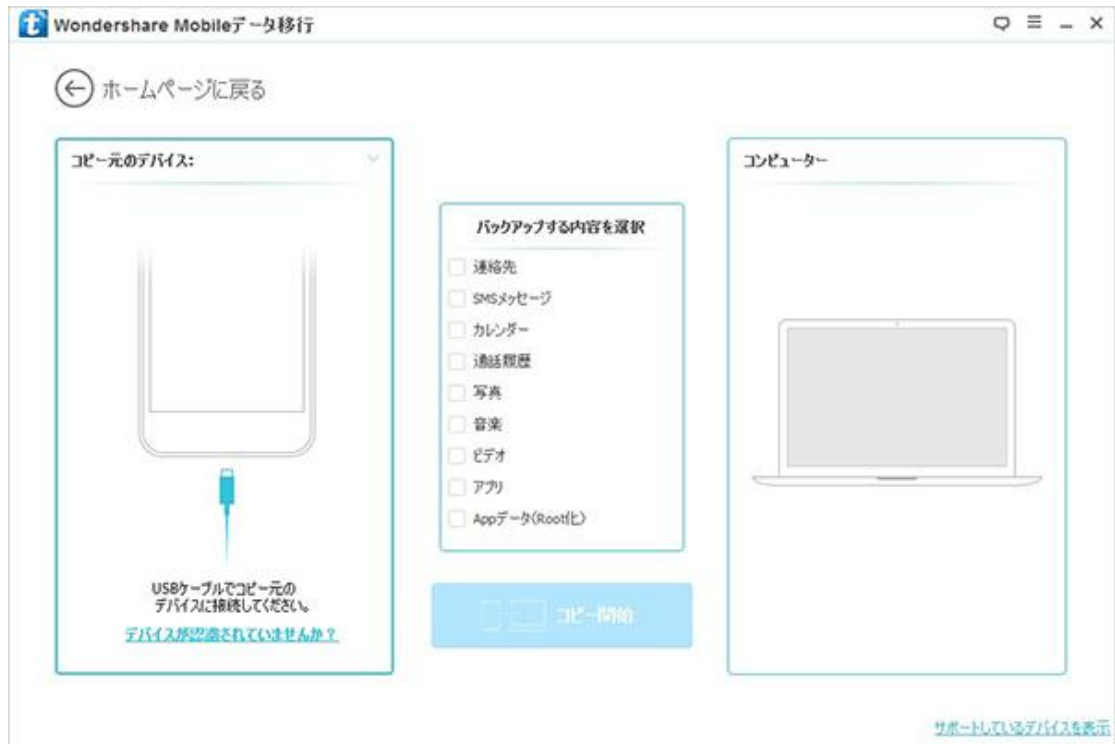 Wondershare Mobileデータ移行
ホームページに戻る
コピー元のデバイス:
USBケーブルでコピー元の
デバイスに接続してください。
デバイスが認識されていませんか？
バックアップする内容を選択
連絡先
SMSメッセージ
カレンダー
通話履歴
写真
音楽
ビデオ
アプリ
Appデータ(Root化)
コピー開始
コンピューター
サポートしているデバイスを表示